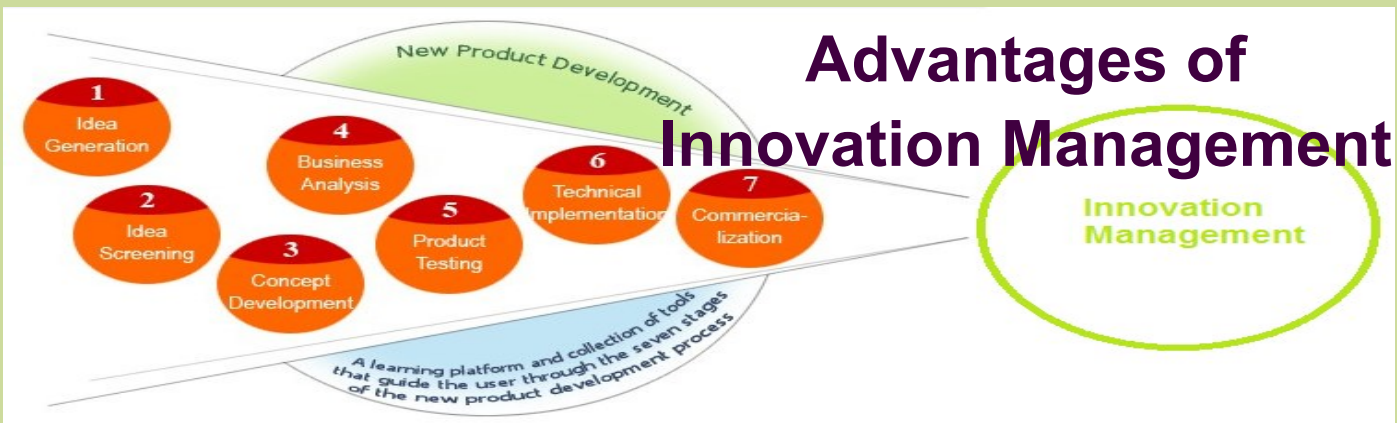 Advantages of
Innovation Management
New Product Development
1
Idea
Generation
2
Idea
Screening
3
Concept
Development
4
Business
Analysis
5
Product
Testing
6
Technical
Implementation
7
Commercia-
lization
Innovation
Management
A learning platform and collection of tools
that guide the user through the seven stages
of the new product development process